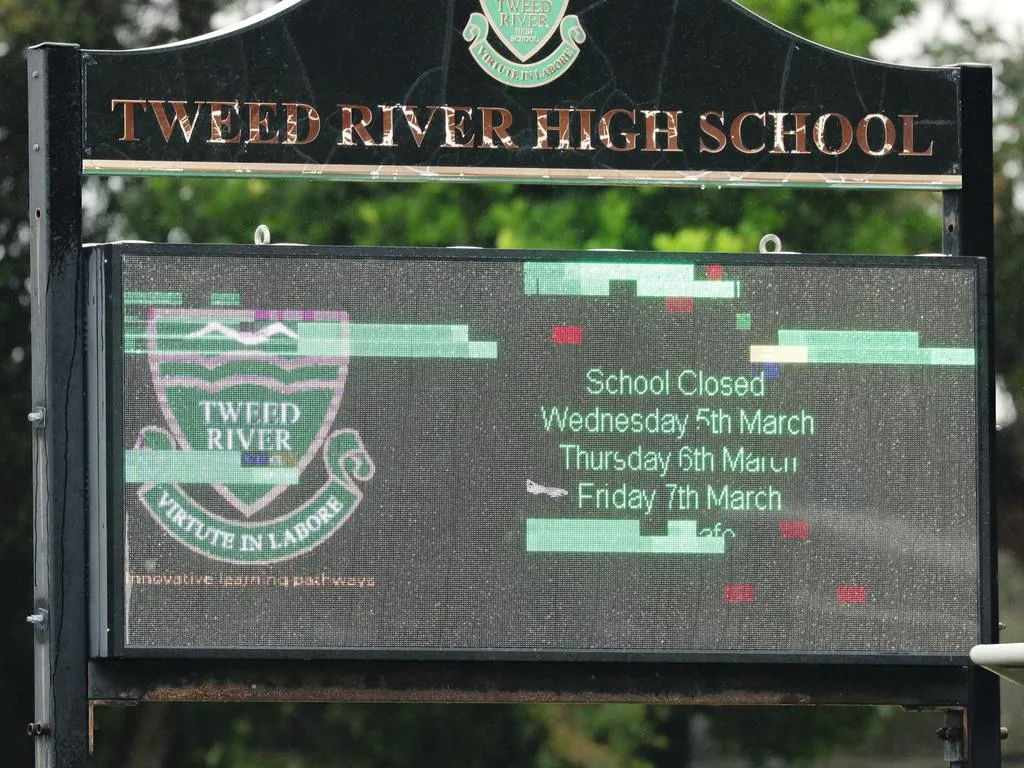 TWEED
RIVER
HIGH
SCHOOL
VIRTUTE IN LABORE
TWEED RIVER HIGH SCHOOL
TWEED
RIVER
VIRTUTE IN LABORE
innovative learning pathways
School Closed
Wednesday 5th March
Thursday 6th March
Friday 7th March